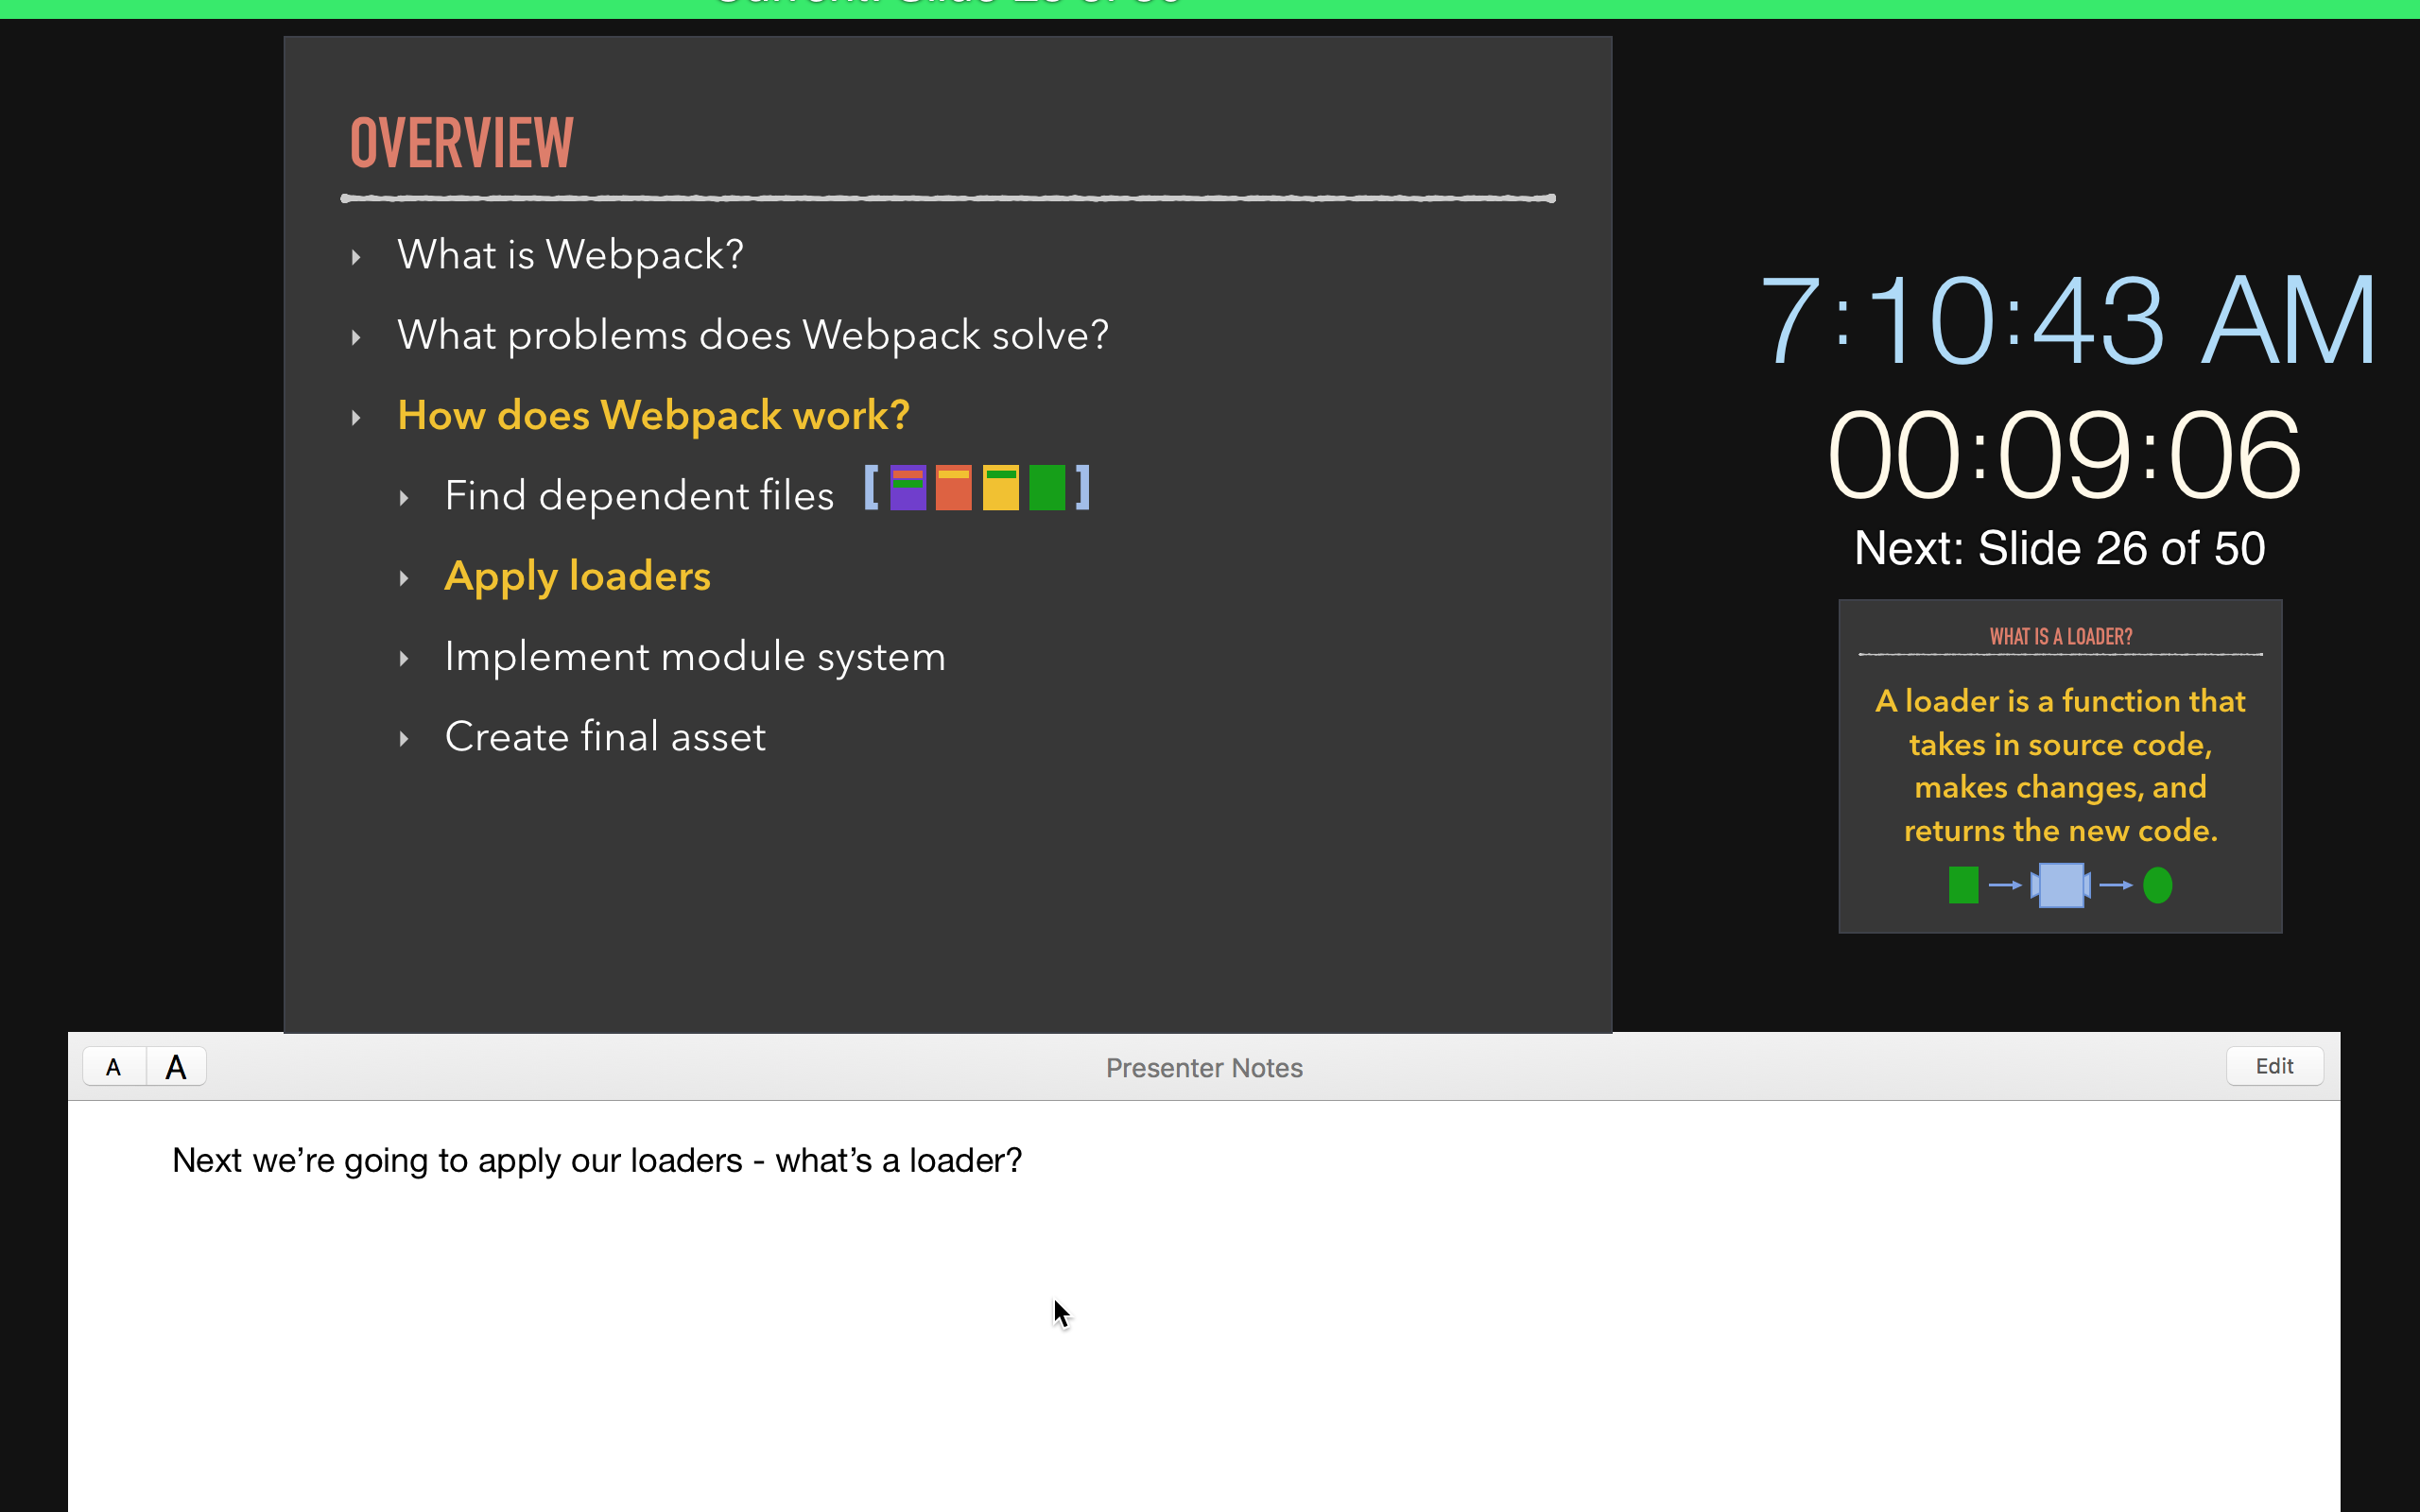 OVERVIEW
What is Webpack?
What problems does Webpack solve?
How does Webpack work?
Find dependent files
Apply loaders
Implement module system
Create final asset
7:10:43 AM
00:09:06
Next: Slide 26 of 50
WHAT IS A LOADER?
A loader is a function that
takes in source code,
makes changes, and
returns the new code.
A A
Presenter Notes
Edit
Next we’re going to apply our loaders - what’s a loader?